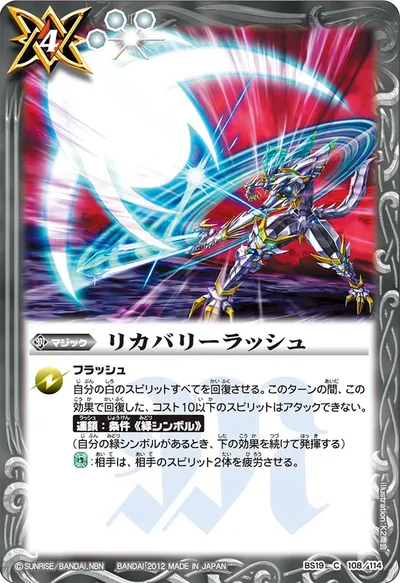 4
マジック
リカバリーラッシュ
フラッシュ
自分の白のスピリットすべてを回復させる。このターンの間、この
効果で回復した、コスト10以下のスピリットはアタックできない。
連鎖:条件《緑シンボル》
(自分の緑シンボルがあるとき、下の効果を続けて発揮する)
:相手は、相手のスピリット2体を疲労させる。
Illustration:K2商会
BS19 C 108/114
©SUNRISE/BANDAI,NBN ©BANDAI 2012 MADE IN JAPAN